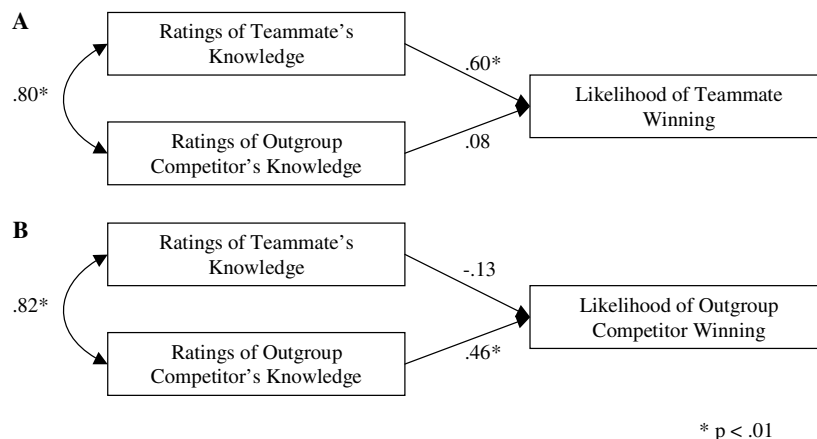 A
Ratings of Teammate's
Knowledge
.80*
.60*
Likelihood of Teammate
Winning
Ratings of Outgroup
Competitor's Knowledge
.08
B
Ratings of Teammate's
Knowledge
-.13
.82*
Likelihood of Outgroup
Competitor Winning
Ratings of Outgroup
Competitor's Knowledge
.46*
* p < .01